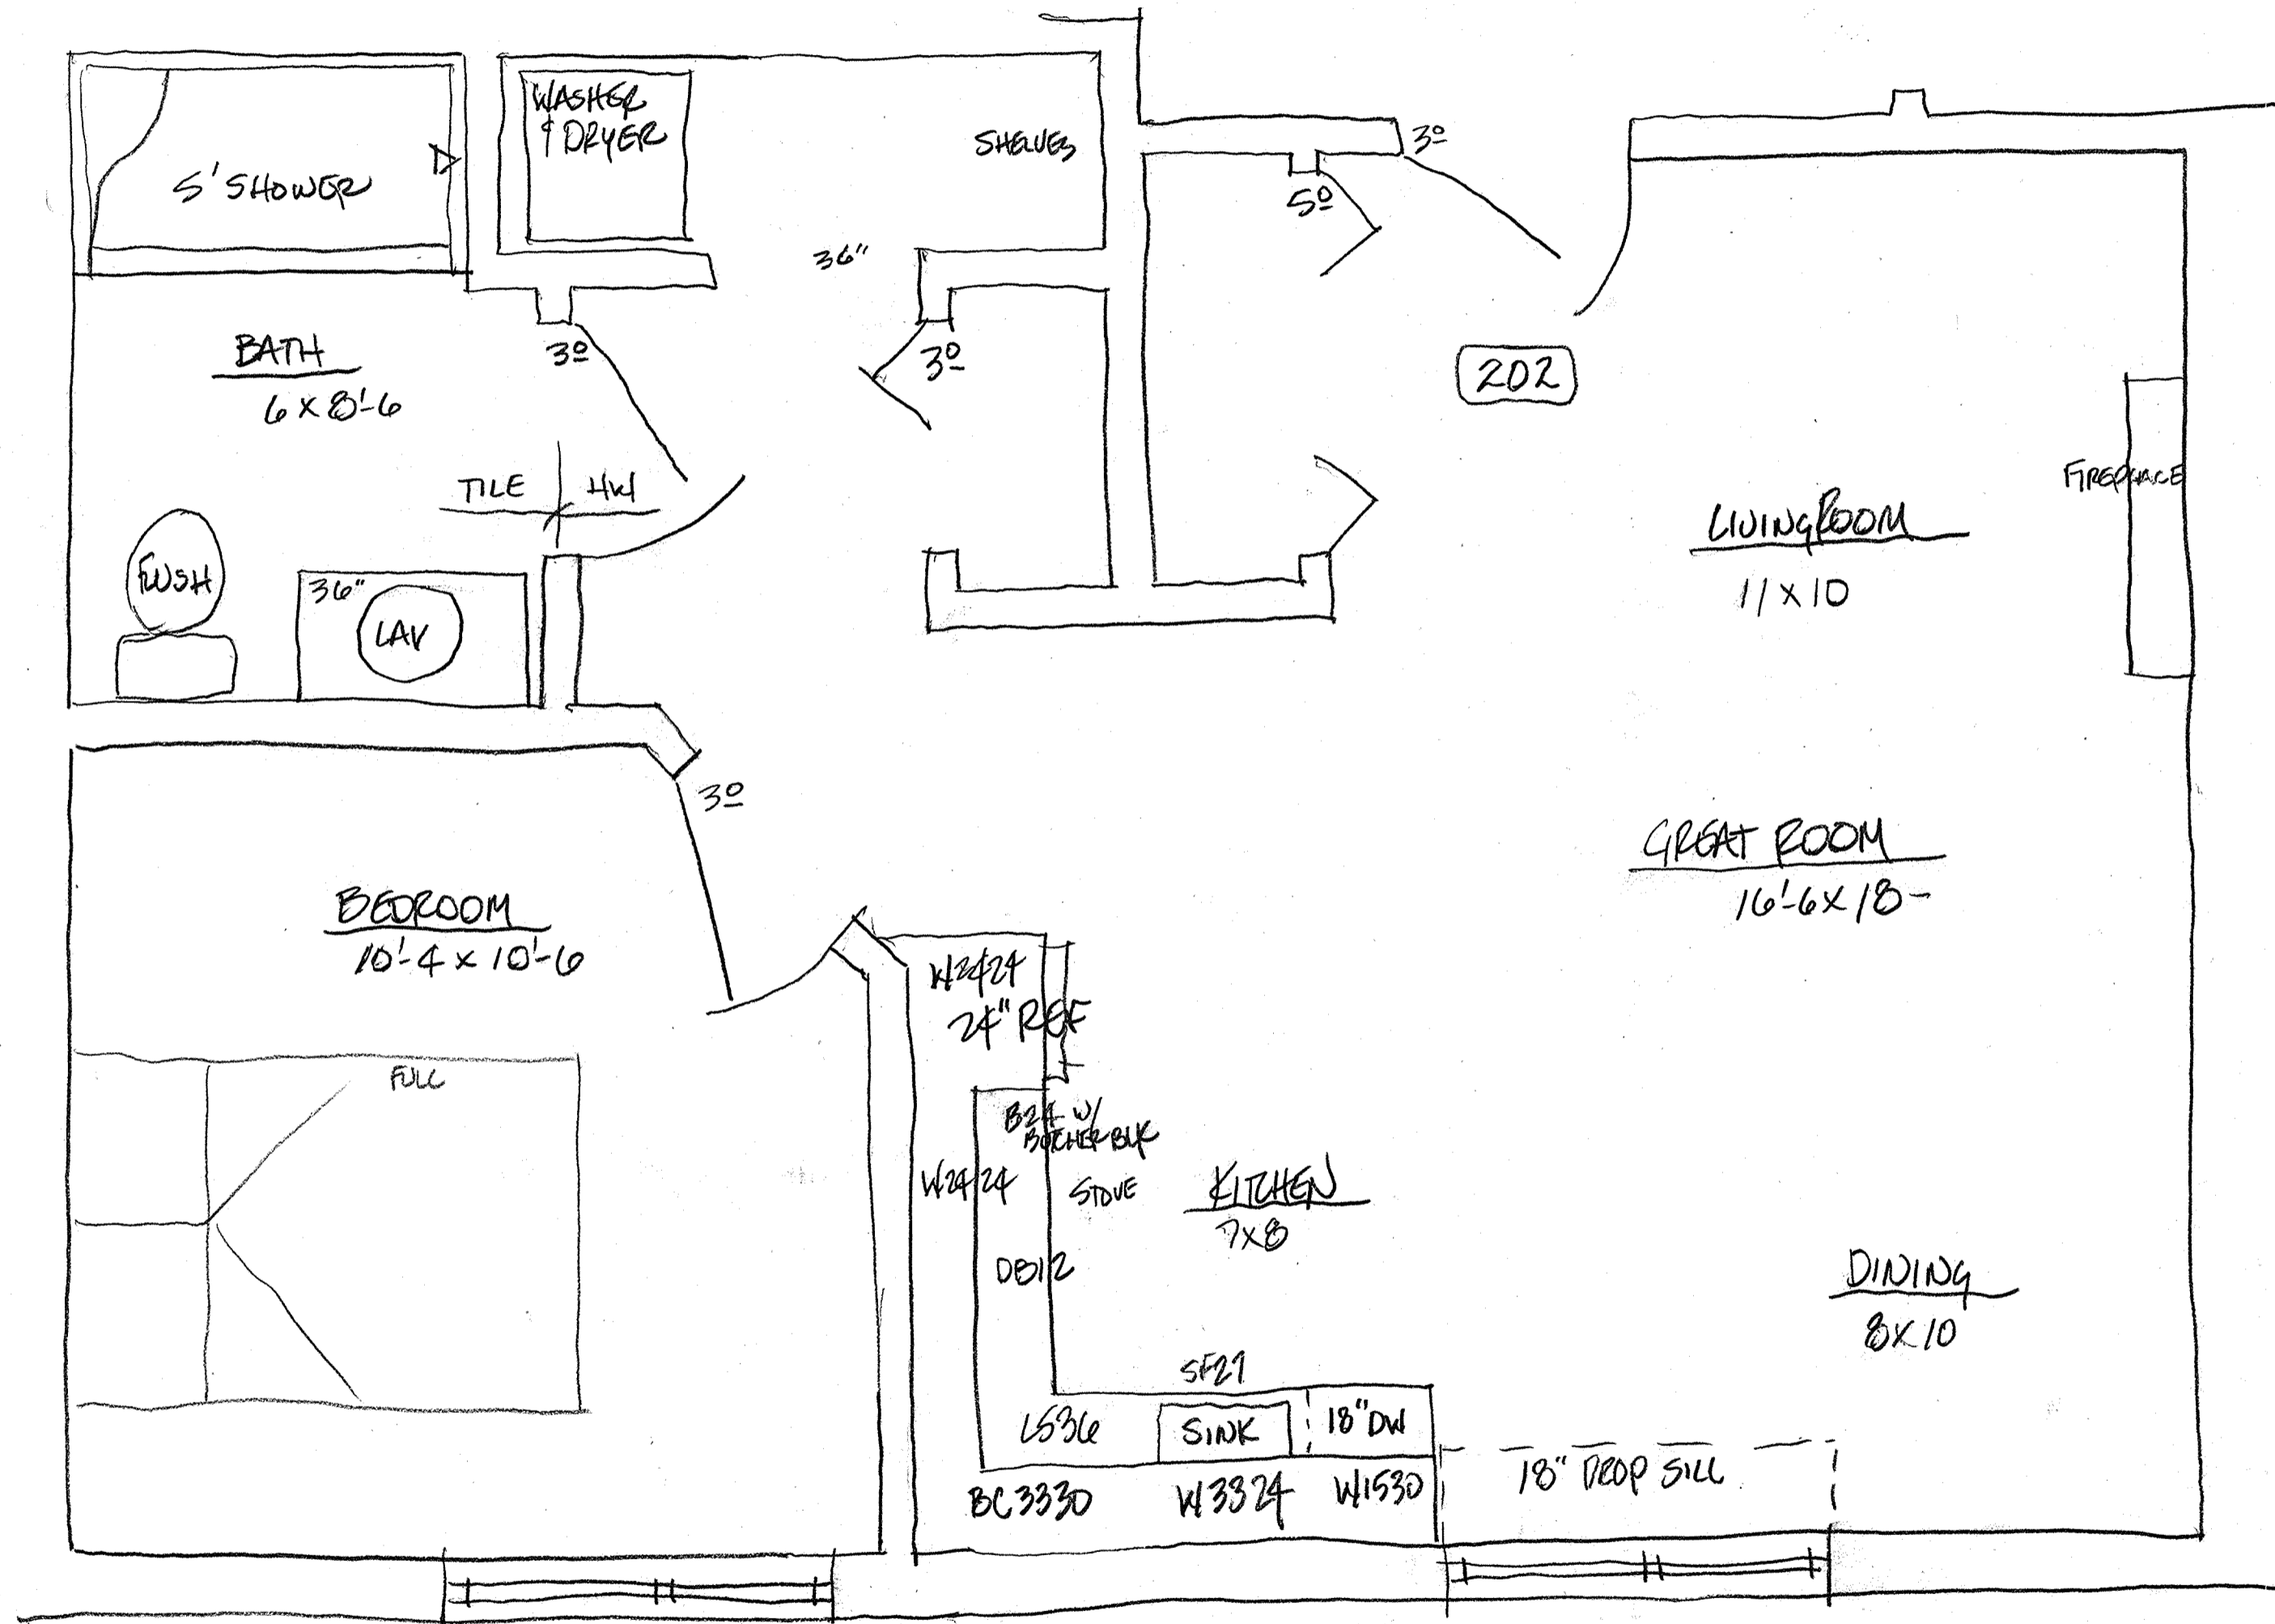 WASHER
& DRYER
SHELVES
3º
5' SHOWER
5º
36"
BATH
6 x 8'-6
3º
3º
202
TILE
HW
FIREPLACE
LIVINGROOM
11 x 10
FLUSH
36"
LAV
3º
GREAT ROOM
16'-6 x 18-
BEDROOM
10'-4 x 10'-6
W2424
24" REF
FULL
B24 W/
BUTCHER BLK
W2424
STOVE
KITCHEN
7x8
DB12
DINING
8x10
SF27
LS36
SINK
18" DW
18" DROP SILL
BC3330
W3324
W1530